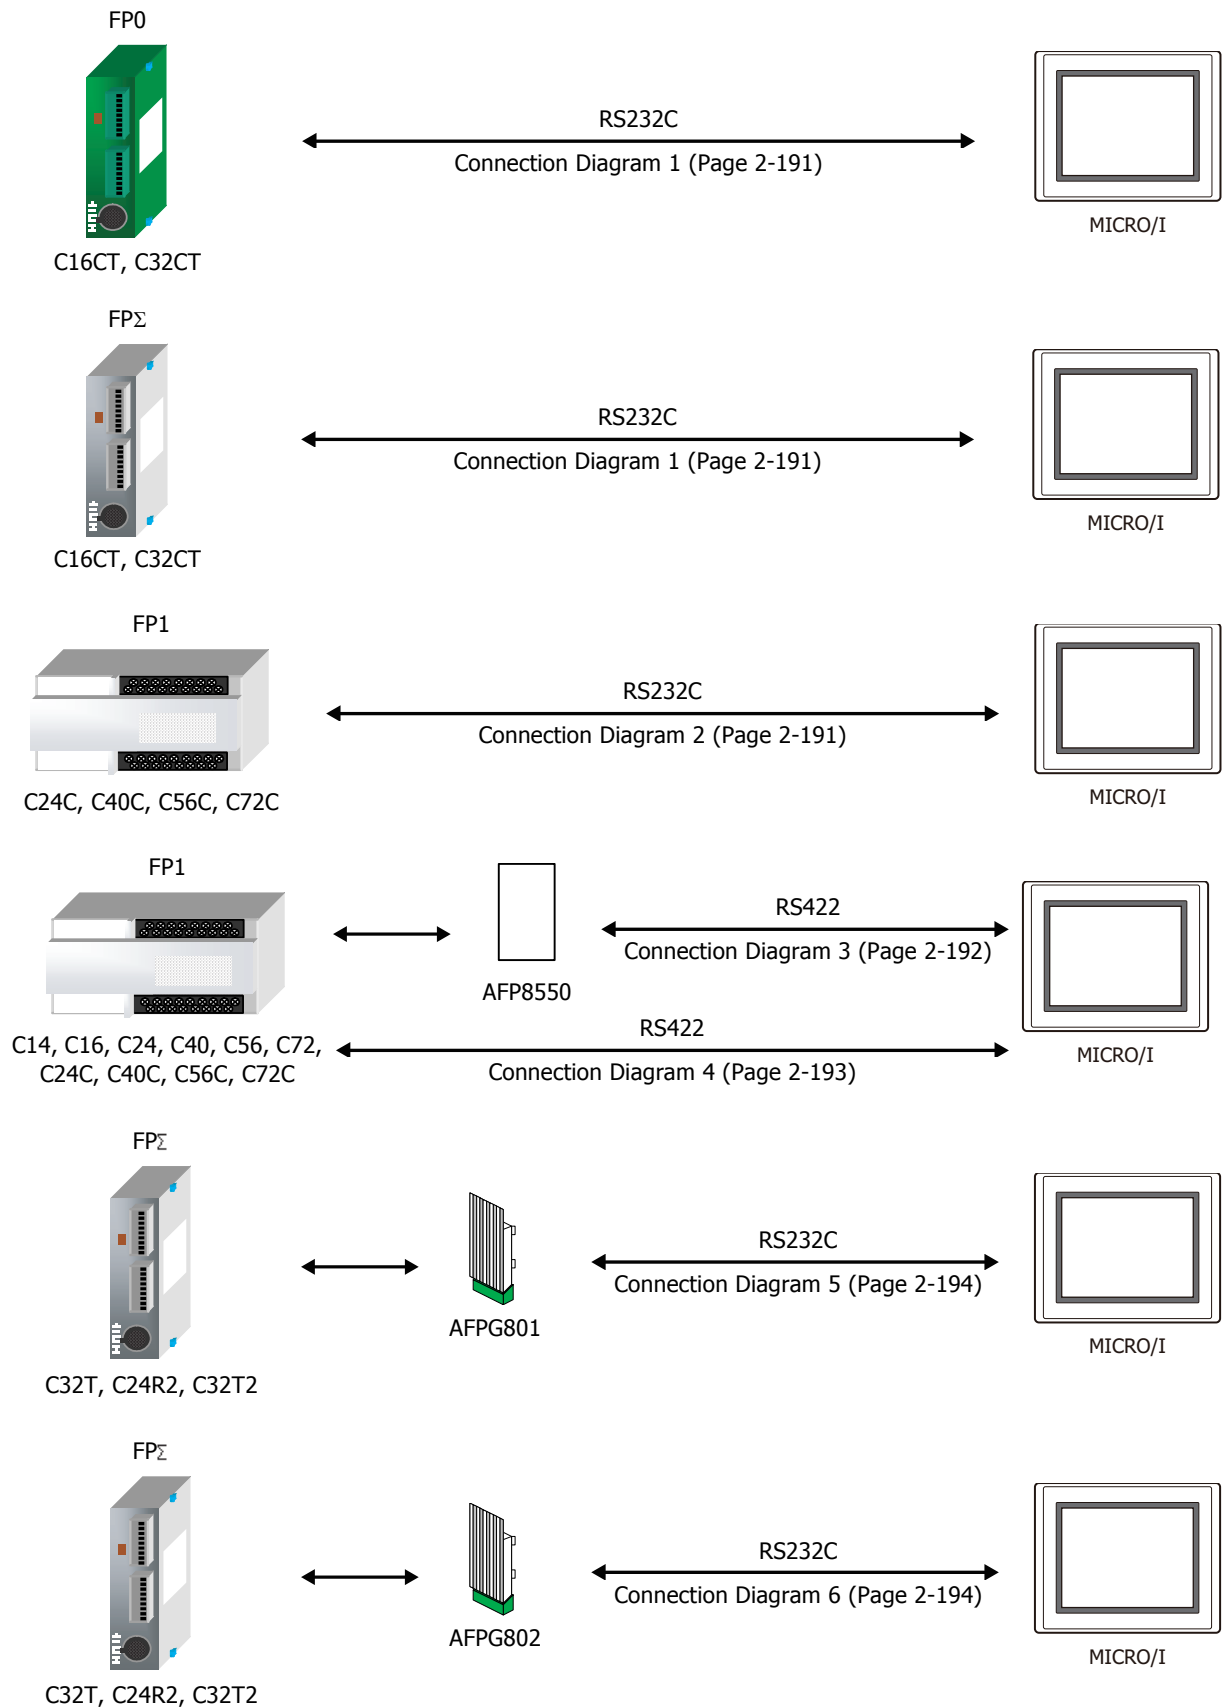 FP0
RS232C
Connection Diagram 1 (Page 2-191)
MICRO/I
C16CT, C32CT
FPΣ
RS232C
Connection Diagram 1 (Page 2-191)
MICRO/I
C16CT, C32CT
FP1
RS232C
Connection Diagram 2 (Page 2-191)
MICRO/I
C24C, C40C, C56C, C72C
FP1
RS422
Connection Diagram 3 (Page 2-192)
AFP8550
RS422
C14, C16, C24, C40, C56, C72,
C24C, C40C, C56C, C72C
Connection Diagram 4 (Page 2-193)
MICRO/I
FPΣ
RS232C
Connection Diagram 5 (Page 2-194)
AFPG801
MICRO/I
C32T, C24R2, C32T2
FPΣ
RS232C
Connection Diagram 6 (Page 2-194)
AFPG802
MICRO/I
C32T, C24R2, C32T2